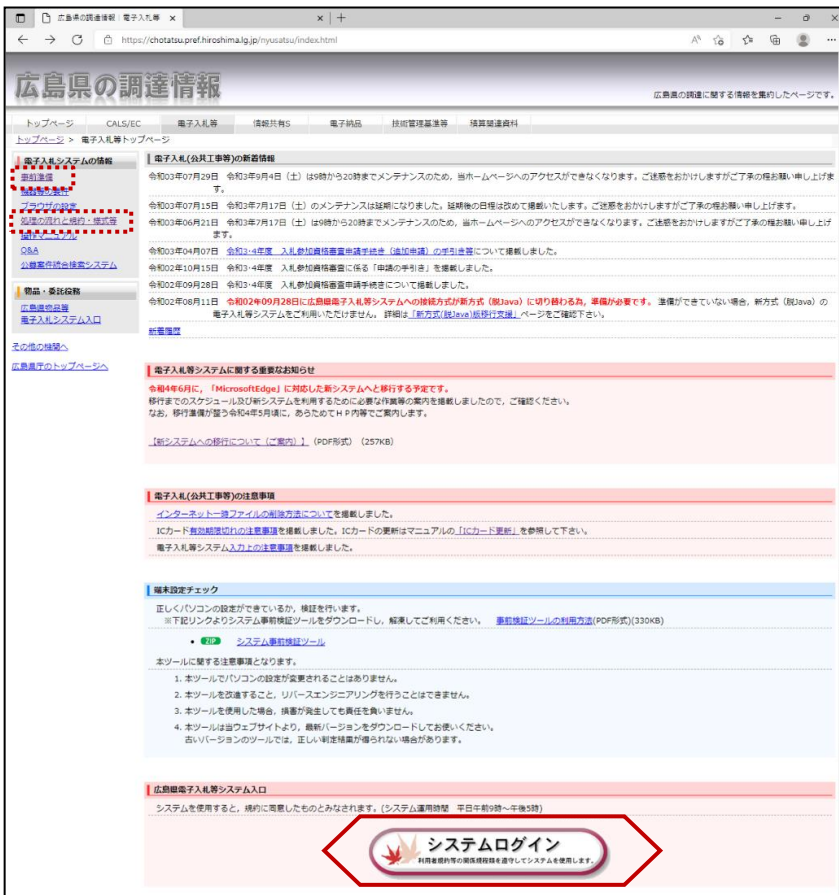 広島県の調達情報：電子入札等
https://chotatsu.pref.hiroshima.lg.jp/nyusatsu/index.html
広島県の調達情報
広島県の調達に関する情報を集約したページです。
トップページ CALS/EC 電子入札等 情報共有S 電子納品 技術管理基準等 積算関連資料
トップページ > 電子入札等トップページ
電子入札システムの情報
事前準備
機器等の要件
ブラウザの設定
処理の流れと規約・様式等
操作マニュアル
Q&A
公募案件統合検索システム
物品・委託役務
広島県物品等
電子入札システム入口
その他の機関へ
広島県庁のトップページへ
電子入札(公共工事等)の新着情報
令和03年07月29日 令和3年9月4日（土）は9時から20時までメンテナンスのため，当ホームページへのアクセスができなくなります。ご迷惑をおかけしますがご了承の程お願い申し上げま
す。
令和03年07月15日 令和3年7月17日（土）のメンテナンスは延期になりました。延期後の日程は改めて掲載いたします。ご迷惑をおかけしますがご了承の程お願い申し上げます。
令和03年06月21日 令和3年7月17日（土）は9時から20時までメンテナンスのため，当ホームページへのアクセスができなくなります。ご迷惑をおかけしますがご了承の程お願い申し上げ
ます。
令和03年04月07日 令和3･4年度 入札参加資格審査申請手続き（追加申請）の手引き等について掲載しました。
令和02年10月15日 令和3･4年度 入札参加資格審査に係る「申請の手引き」を掲載しました。
令和02年09月28日 令和3･4年度 入札参加資格審査申請手続きについて掲載しました。
令和02年08月11日 令和02年09月28日に広島県電子入札等システムへの接続方式が新方式（脱Java）に切り替わる為，準備が必要です。 準備ができていない場合，新方式（脱Java）の
電子入札等システムをご利用いただけません。 詳細は「新方式(脱Java)版移行支援」ページをご確認下さい。
新着履歴
電子入札等システムに関する重要なお知らせ
令和4年6月に，「MicrosoftEdge」に対応した新システムへと移行する予定です。
移行までのスケジュール及び新システムを利用するために必要な作業等の案内を掲載しましたので，ご確認ください。
なお，移行準備が整う令和4年5月頃に，あらためてＨＰ内等でご案内します。
【新システムへの移行について（ご案内）】（PDF形式）（257KB）
電子入札(公共工事等)の注意事項
インターネット一時ファイルの削除方法についてを掲載しました。
ICカード有効期限切れの注意事項を掲載しました。ICカードの更新はマニュアルの「ICカード更新」を参照して下さい。
電子入札等システム入力上の注意事項を掲載しました。
端末設定チェック
正しくパソコンの設定ができているか，検証を行います。
※下記リンクよりシステム事前検証ツールをダウンロードし，解凍してご利用ください。 事前検証ツールの利用方法(PDF形式)(330KB)
• ZIP システム事前検証ツール
本ツールに関する注意事項となります。
1. 本ツールでパソコンの設定が変更されることはありません。
2. 本ツールを改造すること，リバースエンジニアリングを行うことはできません。
3. 本ツールを使用した場合，損害が発生しても責任を負いません。
4. 本ツールは当ウェブサイトより，最新バージョンをダウンロードしてお使いください。
古いバージョンのツールでは，正しい判定結果が得られない場合があります。
広島県電子入札等システム入口
システムを使用すると，規約に同意したものとみなされます。(システム運用時間 平日午前9時～午後5時)
システムログイン
利用者規約等の関係規程類を遵守してシステムを使用します。